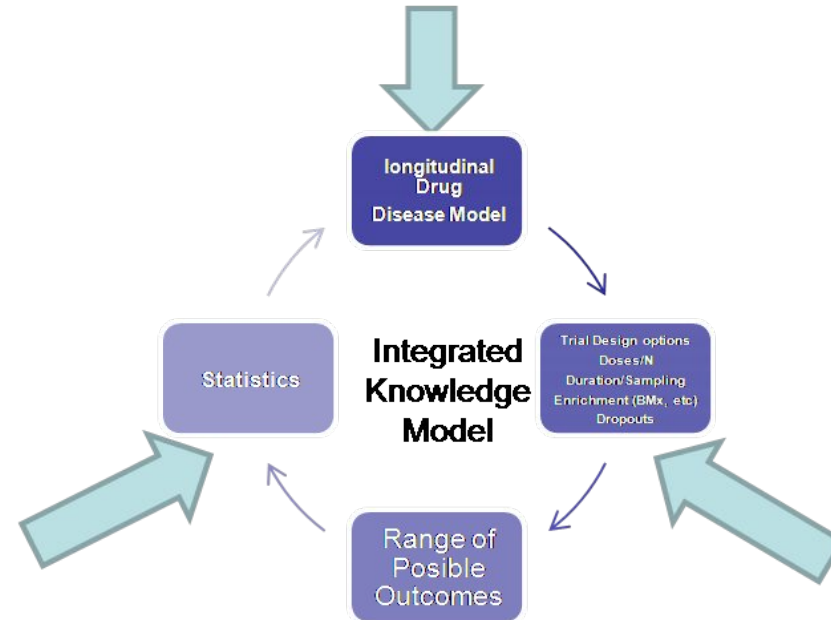 longitudinal
Drug
Disease Model
Trial Design options
Doses/N
Duration/Sampling
Enrichment (BMx, etc)
Dropouts
Statistics
Integrated
Knowledge
Model
Range of
Posible
Outcomes